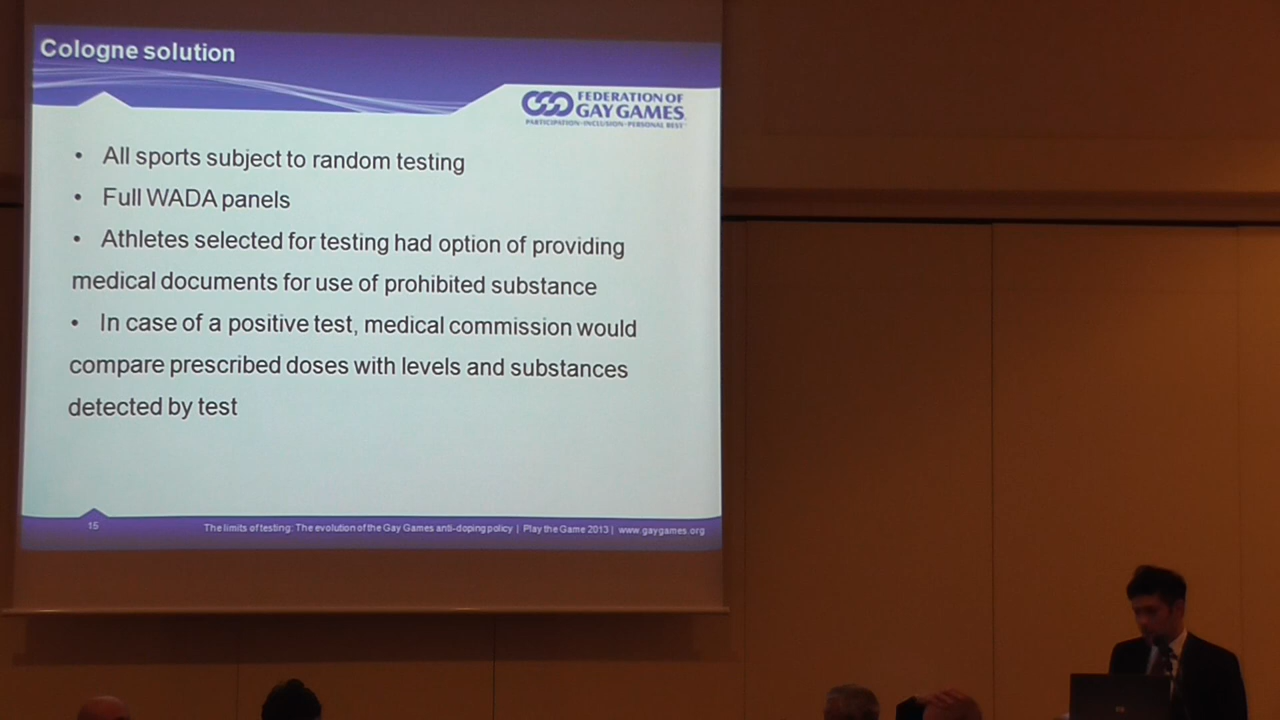 Cologne solution
FEDERATION OF
GAY GAMES
PARTICIPATION•INCLUSION•PERSONAL BEST
• All sports subject to random testing
• Full WADA panels
• Athletes selected for testing had option of providing
medical documents for use of prohibited substance
• In case of a positive test, medical commission would
compare prescribed doses with levels and substances
detected by test
15
The limits of testing: The evolution of the Gay Games anti-doping policy | Play the Game 2013 | www.gaygames.org